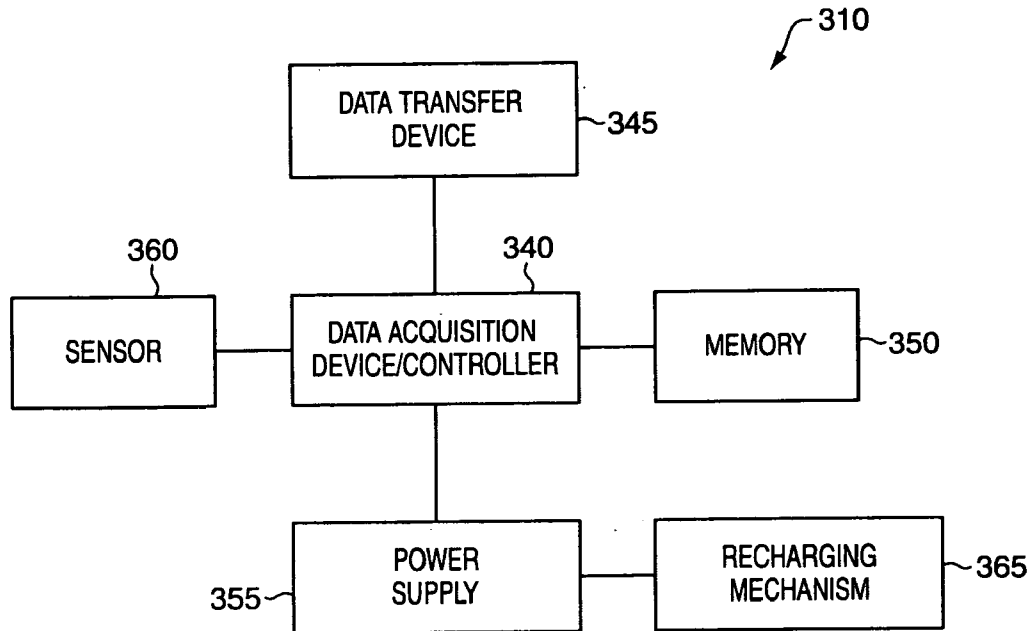 310
DATA TRANSFER
DEVICE
345
360
340
SENSOR
DATA ACQUISITION
DEVICE/CONTROLLER
MEMORY
350
POWER
SUPPLY
355
RECHARGING
MECHANISM
365